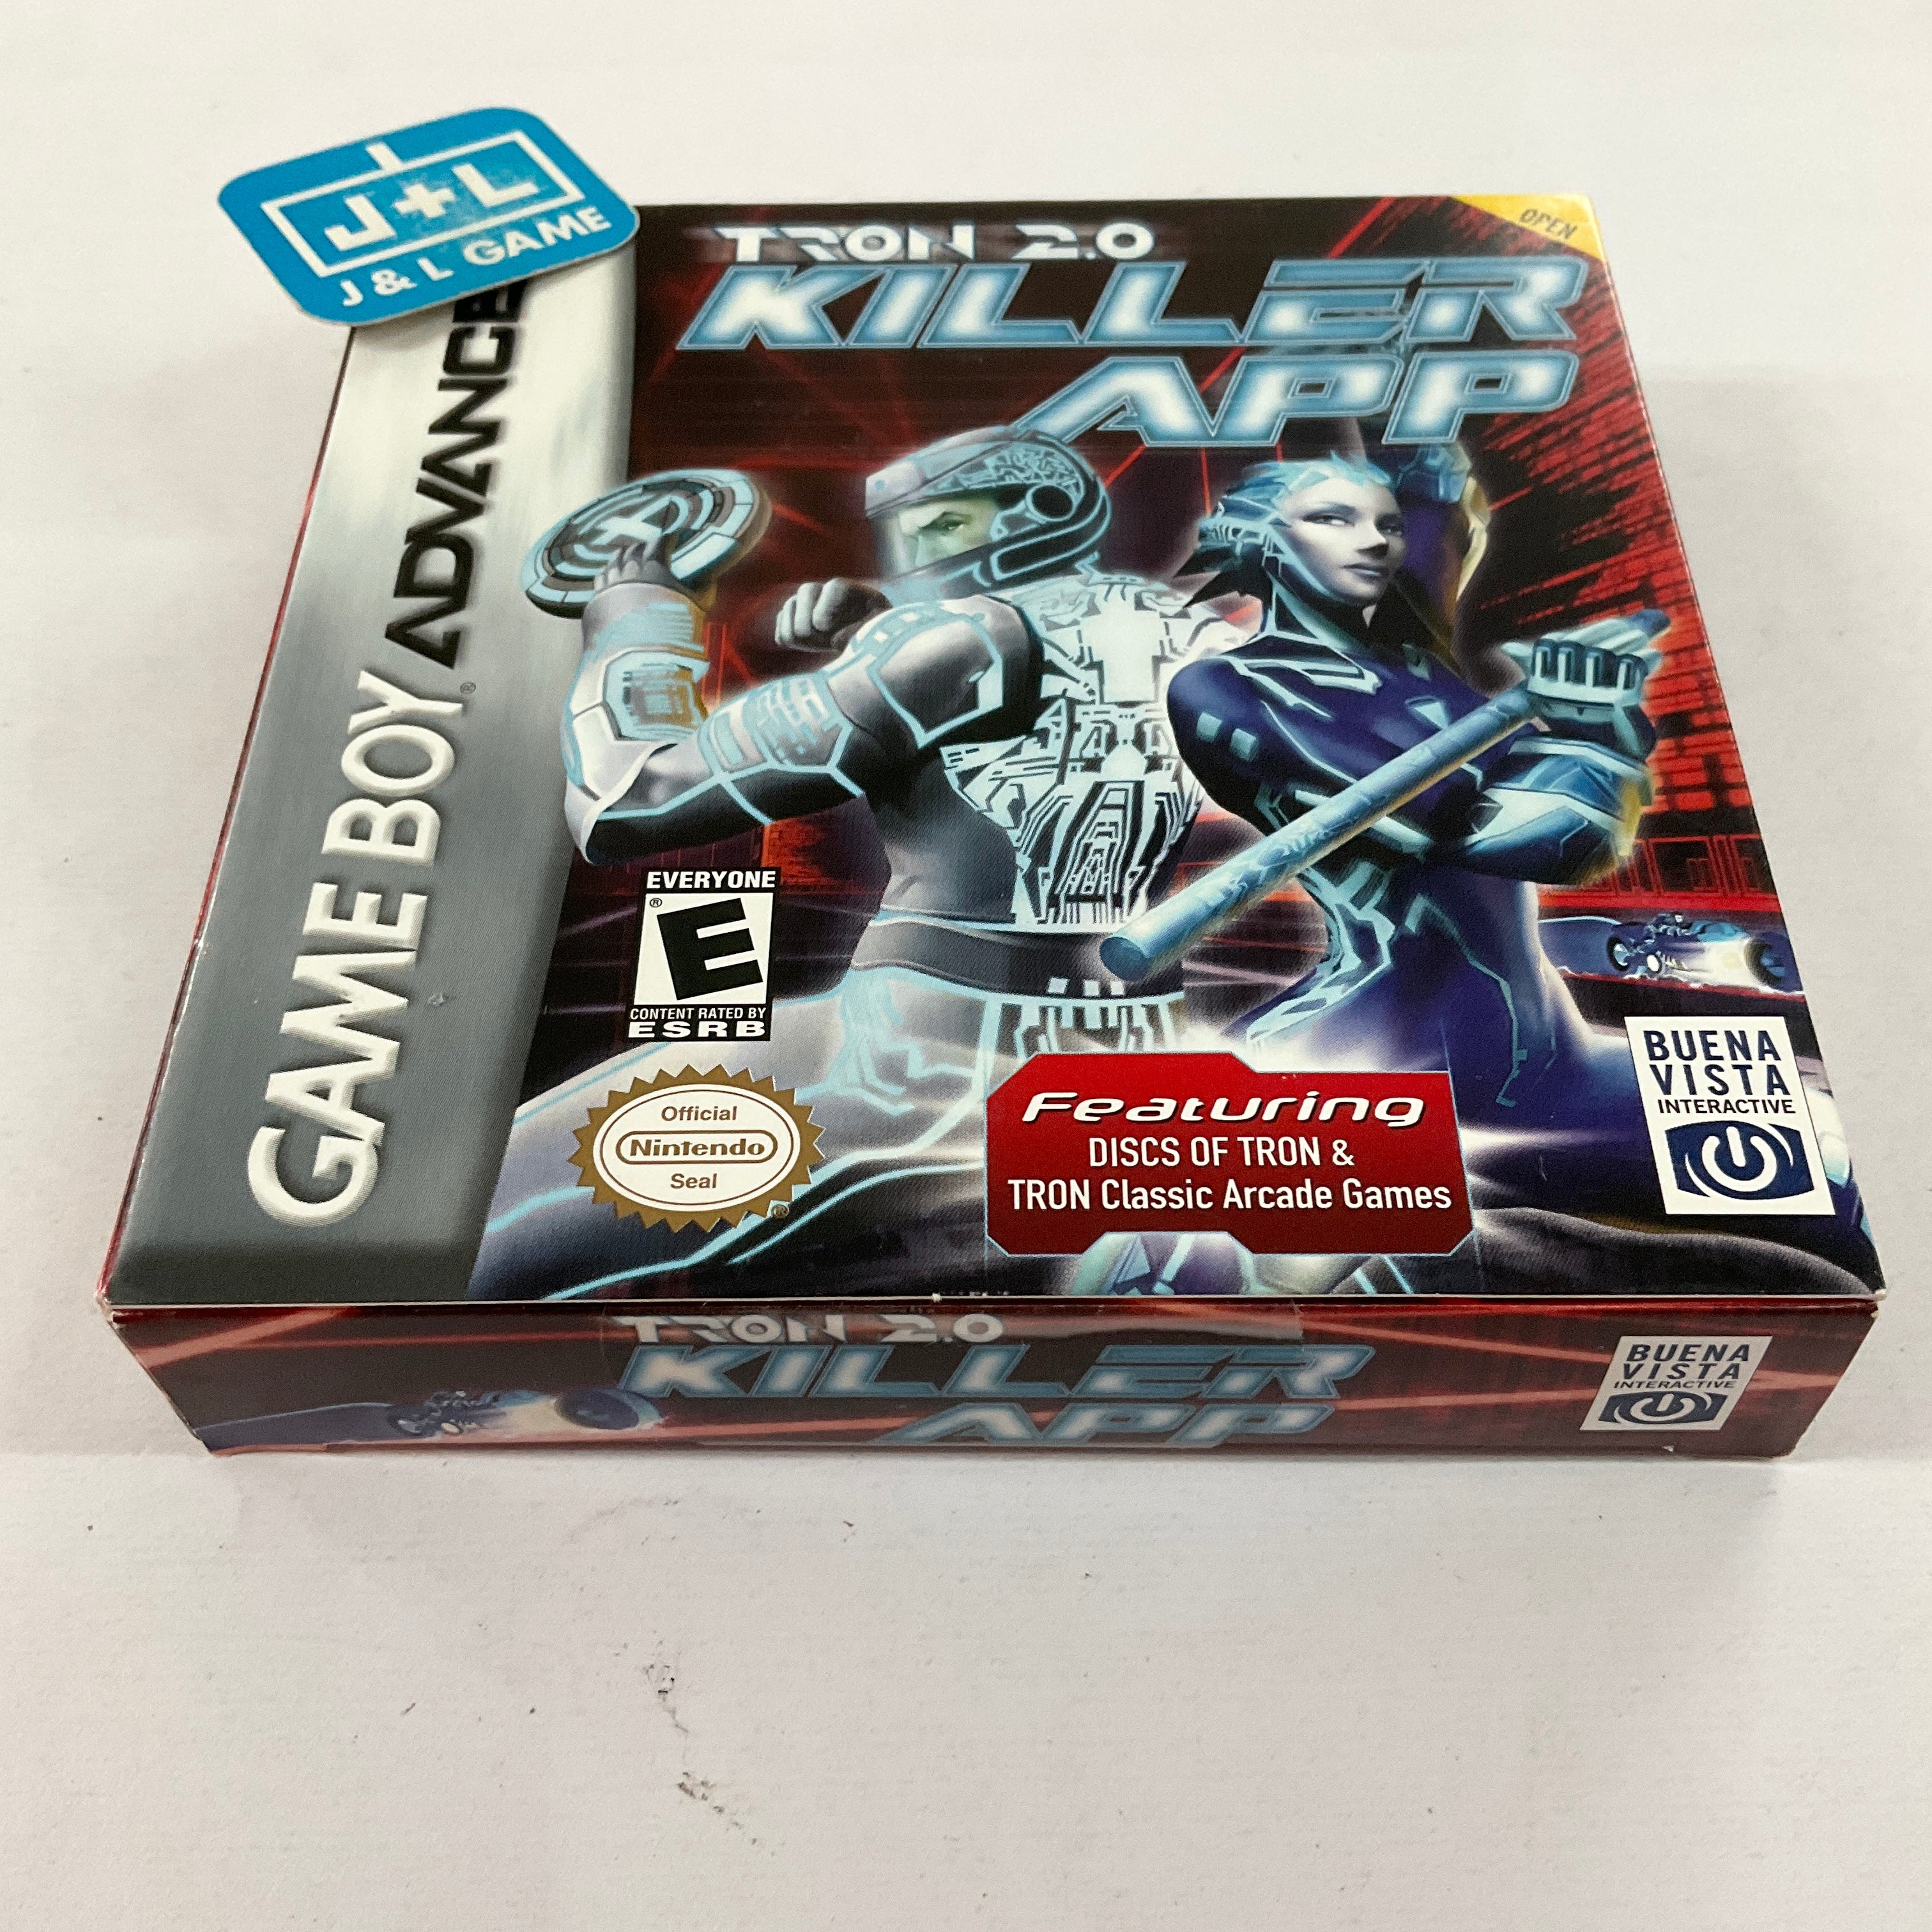 J+L
J & L GAME
GAME BOY ADVANCE
®
TRON 2.0
KILLER
APP
OPEN
EVERYONE
®
E
CONTENT RATED BY
ESRB
Official
Nintendo
Seal
®
Featuring
DISCS OF TRON &
TRON Classic Arcade Games
BUENA
VISTA
INTERACTIVE
TRON 2.0
KILLER
APP
BUENA
VISTA
INTERACTIVE